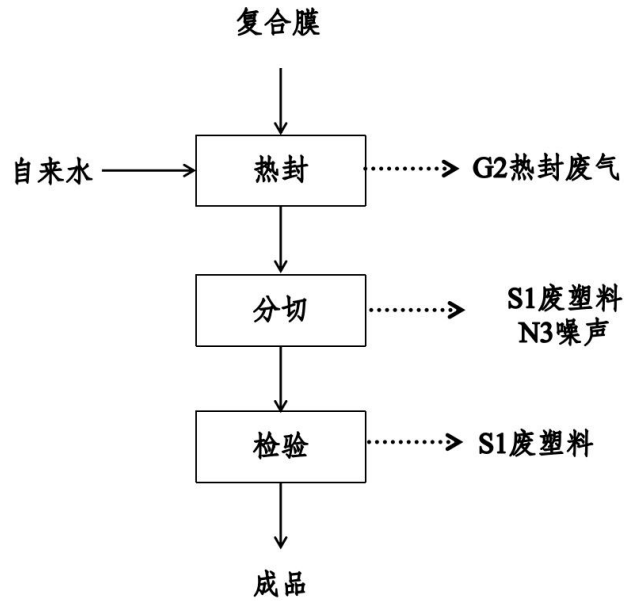 复合膜
自来水
热封
G2热封废气
分切
S1废塑料
N3噪声
检验
S1废塑料
成品